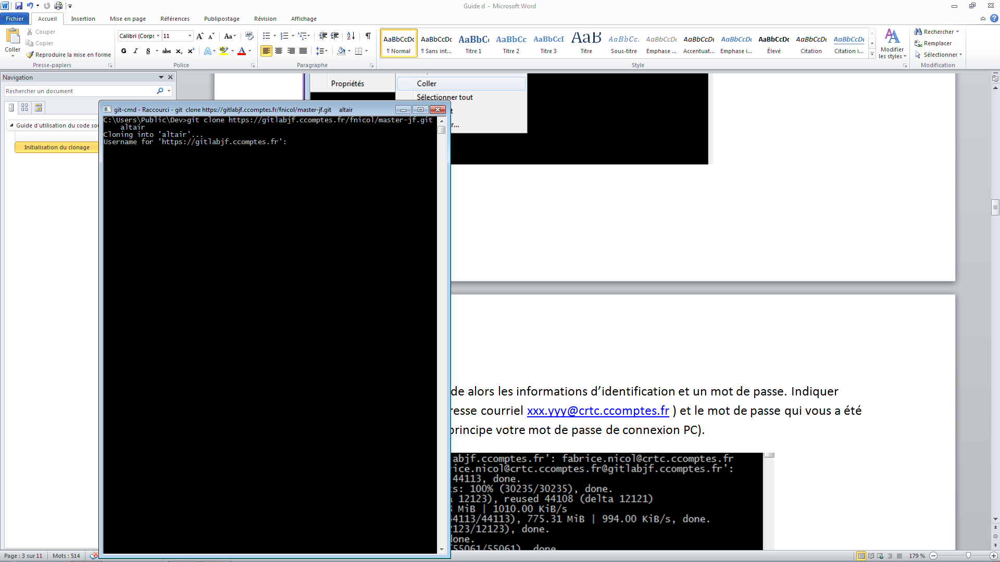 Guide d - Microsoft Word
Fichier
Accueil
Insertion
Mise en page
Références
Publipostage
Révision
Affichage
Coller
Couper
Copier
Reproduire la mise en forme
Presse-papiers
Calibri (Corps
11
Police
Paragraphe
AaBbCcDc
¶ Normal
AaBbCcDc
¶ Sans int...
AaBbC
Titre 1
AaBbCc
Titre 2
AaBbCcI
Titre 3
AaB
Titre
AaBbCc.
Sous-titre
AaBbCcDc
Emphase ...
AaBbCcDc
Accentuat...
AaBbCcDc
Emphase i...
AaBbCcDc
Élevé
AaBbCcDc
Citation
AaBbCcDc
Citation i...
Style
Modifier
les styles
Rechercher
Remplacer
Sélectionner
Modification
Navigation
Rechercher un document
Guide d'utilisation du code sou
Initialisation du clonage
Propriétés
Coller
Sélectionner tout
git-cmd - Raccourci - git clone https://gitlabjf.ccomptes.fr/fnicol/master-jf.git altair
C:\Users\Public\Dev>git clone https://gitlabjf.ccomptes.fr/fnicol/master-jf.git
altair
Cloning into 'altair'...
Username for 'https://gitlabjf.ccomptes.fr':
de alors les informations d'identification et un mot de passe. Indiquer
resse courriel xxx.yyy@crtc.ccomptes.fr ) et le mot de passe qui vous a été
principe votre mot de passe de connexion PC).
abjf.ccomptes.fr': fabrice.nicol@crtc.ccomptes.fr
ice.nicol@crtc.ccomptes.fr@gitlabjf.ccomptes.fr':
44113, done.
s: 100% (30235/30235), done.
12123), reused 44108 (delta 12121)
MiB | 1010.00 KiB/s
4113/44113), 775.31 MiB | 994.00 KiB/s, done.
2123/12123), done.
done.
55061/55061), done
Page : 3 sur 11
Mots : 514
179 %